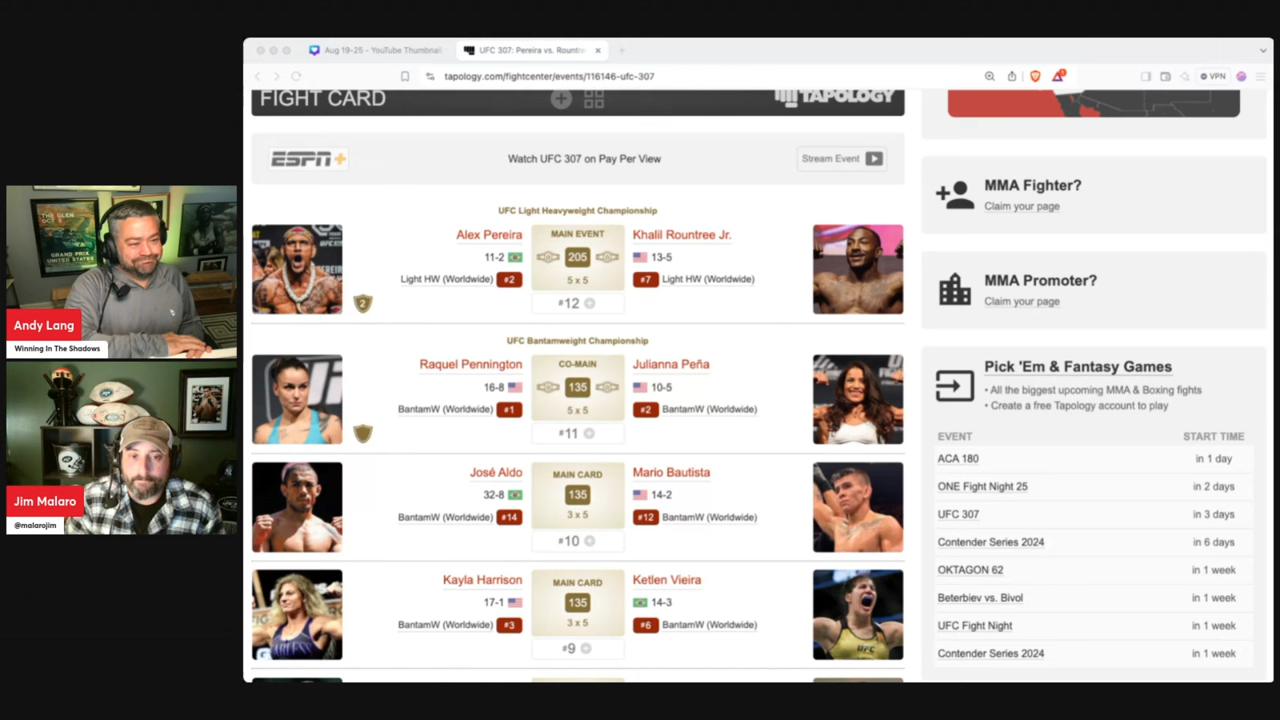 Aug 19-25 - YouTube Thumbnail
UFC 307: Pereira vs. Rountre
tapology.com/fightcenter/events/116146-ufc-307
VPN
FIGHT CARD
TAPOLOGY
ESPN+
Watch UFC 307 on Pay Per View
Stream Event
UFC Light Heavyweight Championship
Alex Pereira
MAIN EVENT
Khalil Rountree Jr.
11-2
205
13-5
Light HW (Worldwide) #2
5 x 5
#7 Light HW (Worldwide)
2
#12
UFC Bantamweight Championship
Raquel Pennington
CO-MAIN
Julianna Peña
16-8
135
10-5
BantamW (Worldwide) #1
5 x 5
#2 BantamW (Worldwide)
#11
José Aldo
MAIN CARD
Mario Bautista
32-8
135
14-2
BantamW (Worldwide) #14
3 x 5
#12 BantamW (Worldwide)
#10
Kayla Harrison
MAIN CARD
Ketlen Vieira
17-1
135
14-3
BantamW (Worldwide) #3
3 x 5
#6 BantamW (Worldwide)
#9
UFC
MMA Fighter?
Claim your page
MMA Promoter?
Claim your page
Pick 'Em & Fantasy Games
• All the biggest upcoming MMA & Boxing fights
• Create a free Tapology account to play
EVENT START TIME
ACA 180 in 1 day
ONE Fight Night 25 in 2 days
UFC 307 in 3 days
Contender Series 2024 in 6 days
OKTAGON 62 in 1 week
Beterbiev vs. Bivol in 1 week
UFC Fight Night in 1 week
Contender Series 2024 in 1 week
THE GLEN
GRAND PRIX
UNITED STATES
Andy Lang
Winning In The Shadows
Jim Malaro
@malarojim